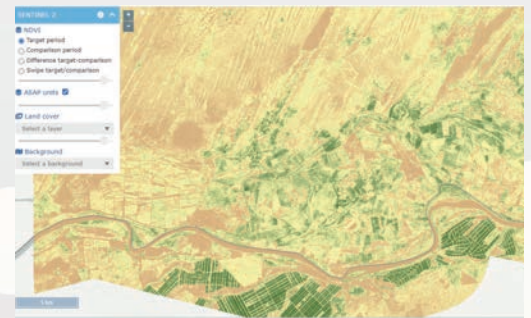 SENTINEL-2
NDVI
Target period
Comparison period
Difference target-comparison
Swipe target/comparison
ASAP units
Land cover
Select a layer
Background
Select a background
+
-